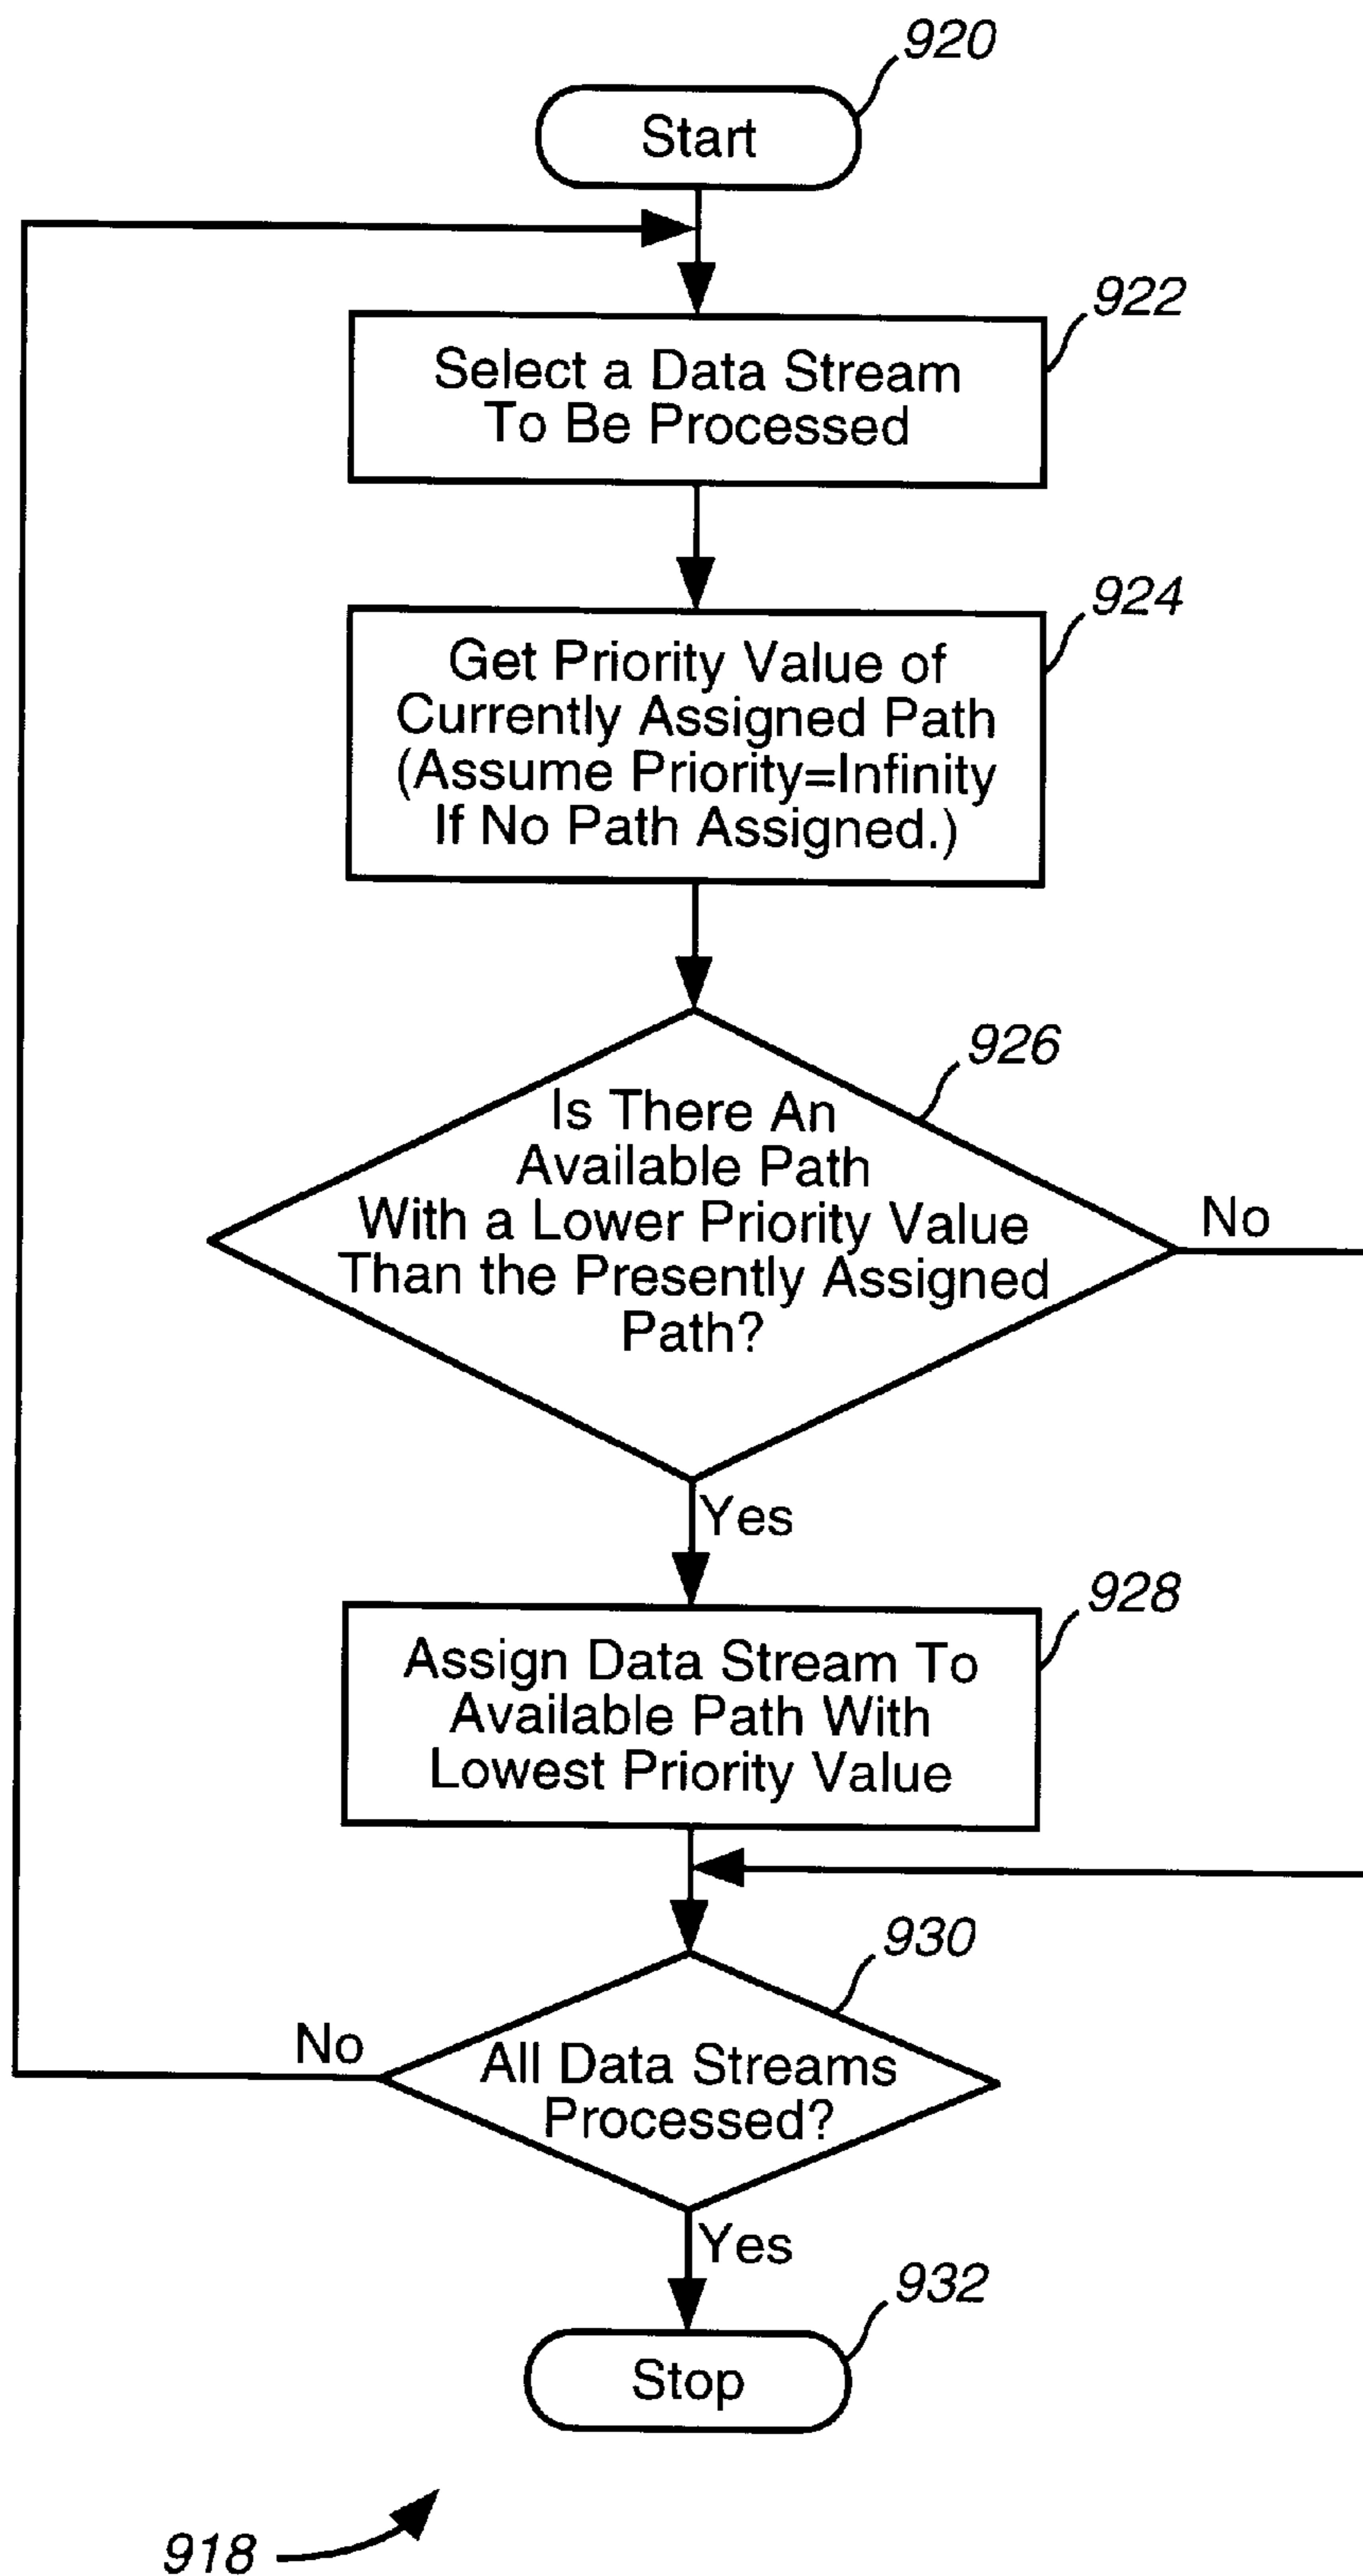 920
Start
922
Select a Data Stream
To Be Processed
924
Get Priority Value of
Currently Assigned Path
(Assume Priority=Infinity
If No Path Assigned.)
926
Is There An
Available Path
With a Lower Priority Value
Than the Presently Assigned
Path?
No
Yes
928
Assign Data Stream To
Available Path With
Lowest Priority Value
930
No
All Data Streams
Processed?
Yes
932
Stop
918